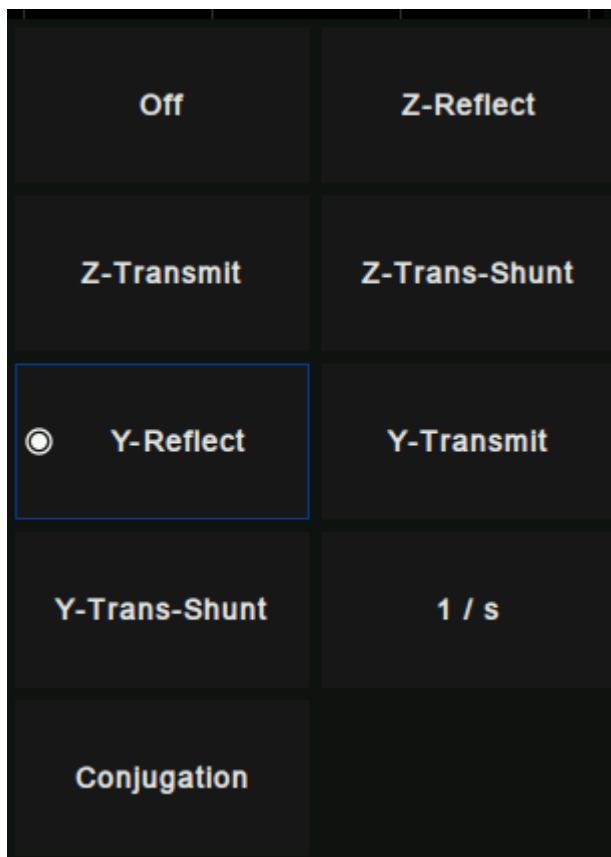 Off
Z-Reflect
Z-Transmit
Z-Trans-Shunt
Y-Reflect
Y-Transmit
Y-Trans-Shunt
1 / s
Conjugation